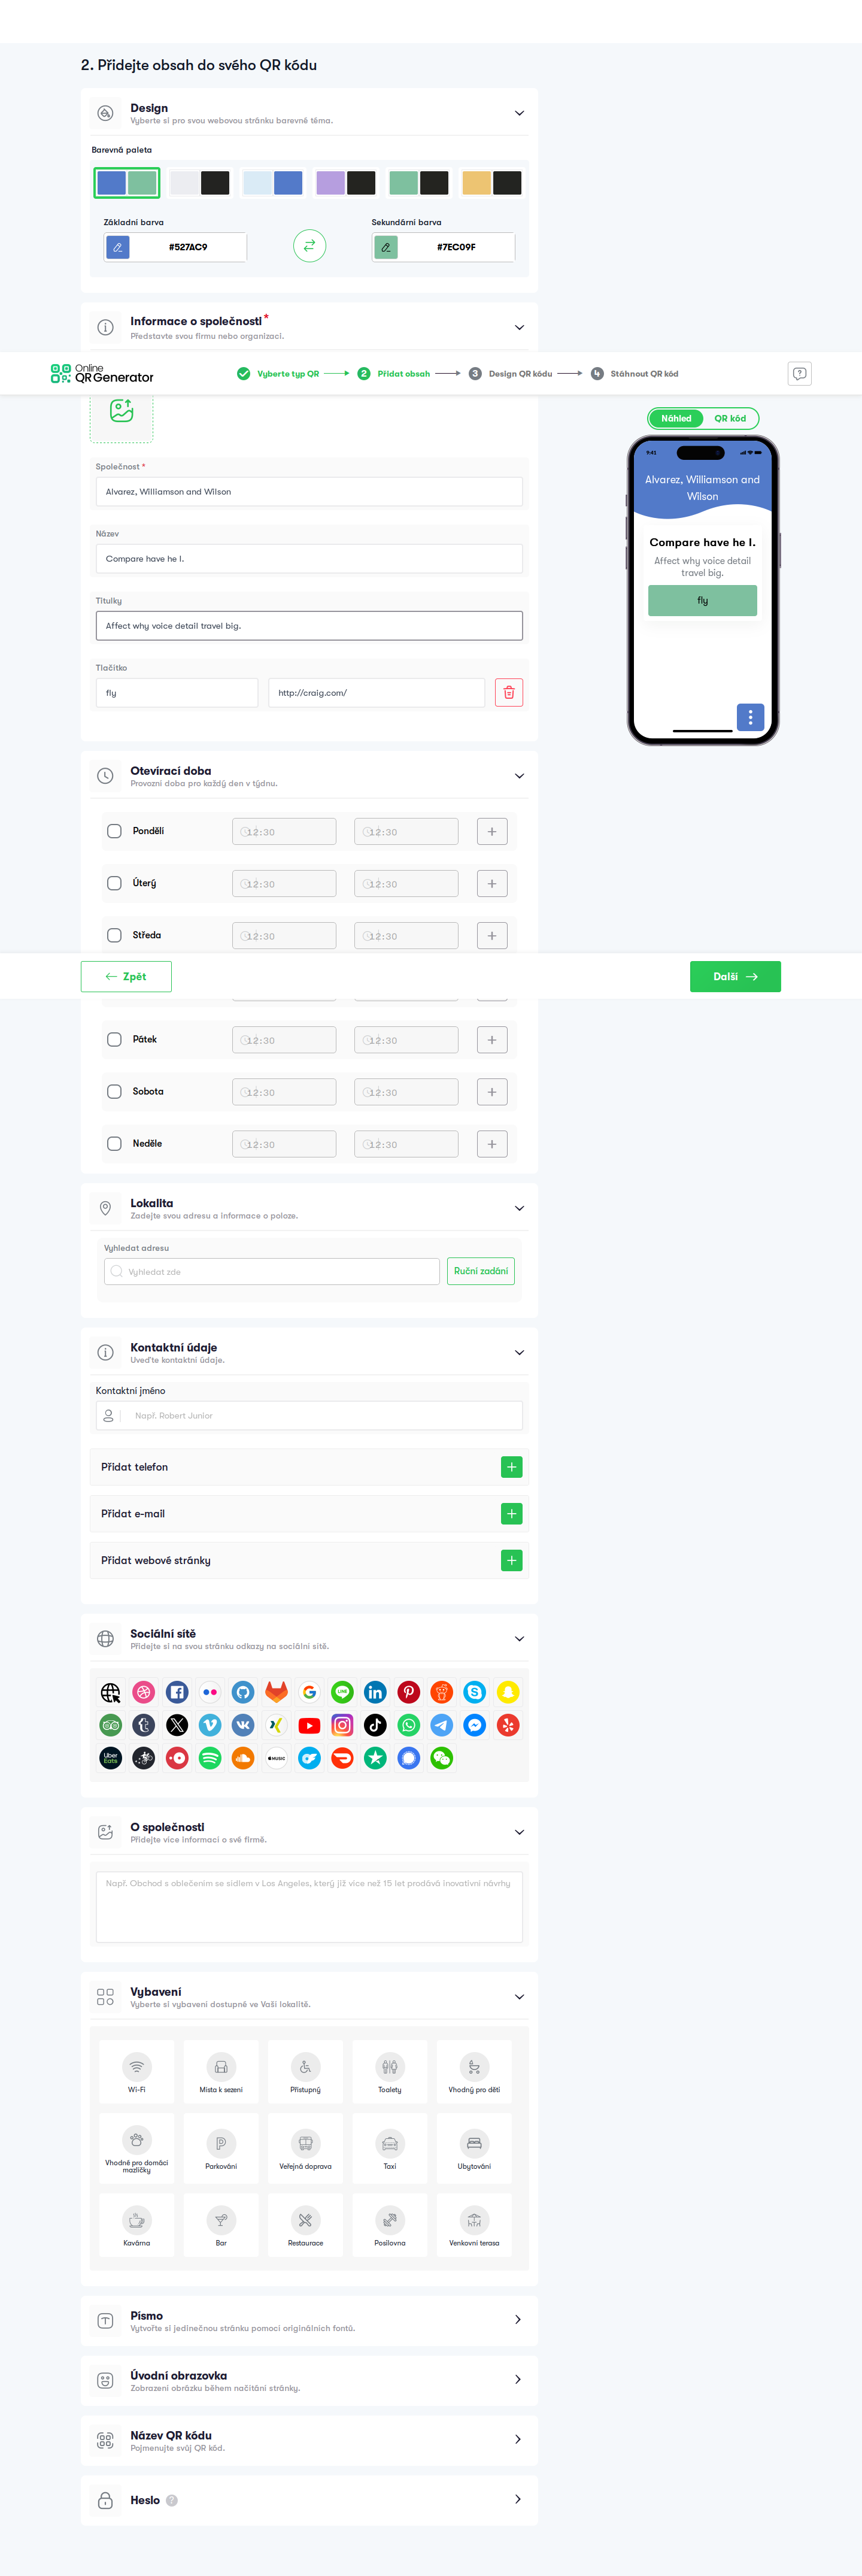 2. Přidejte obsah do svého QR kódu
Design
Vyberte si pro svou webovou stránku barevné téma.
Barevná paleta
Základní barva
Sekundární barva
#527AC9
#7EC09F
Informace o společnosti *
Představte svou firmu nebo organizaci.
Online
QR Generator
Vyberte typ QR
2
Přidat obsah
3
Design QR kódu
4
Stáhnout QR kód
Náhled
QR kód
9:41
Alvarez, Williamson and
Wilson
Compare have he I.
Affect why voice detail
travel big.
fly
Společnost *
Alvarez, Williamson and Wilson
Název
Compare have he I.
Titulky
Affect why voice detail travel big.
Tlačítko
fly
http://craig.com/
Otevírací doba
Provozní doba pro každý den v týdnu.
Pondělí
12:30
12:30
Úterý
12:30
12:30
Středa
12:30
12:30
Zpět
Další
Pátek
12:30
12:30
Sobota
12:30
12:30
Neděle
12:30
12:30
Lokalita
Zadejte svou adresu a informace o poloze.
Vyhledat adresu
Vyhledat zde
Ruční zadání
Kontaktní údaje
Uveďte kontaktní údaje.
Kontaktní jméno
Např. Robert Junior
Přidat telefon
Přidat e-mail
Přidat webové stránky
Sociální sítě
Přidejte si na svou stránku odkazy na sociální sítě.
LINE
Uber
Eats
MUSIC
O společnosti
Přidejte více informací o své firmě.
Např. Obchod s oblečením se sídlem v Los Angeles, který již více než 15 let prodává inovativní návrhy
Vybavení
Vyberte si vybavení dostupné ve Vaší lokalitě.
Wi-Fi
Místa k sezení
Přístupný
Toalety
Vhodný pro děti
Vhodné pro domácí
mazlíčky
Parkování
Veřejná doprava
Taxi
Ubytování
Kavárna
Bar
Restaurace
Posilovna
Venkovní terasa
Písmo
Vytvořte si jedinečnou stránku pomocí originálních fontů.
Úvodní obrazovka
Zobrazení obrázku během načítání stránky.
Název QR kódu
Pojmenujte svůj QR kód.
Heslo ?